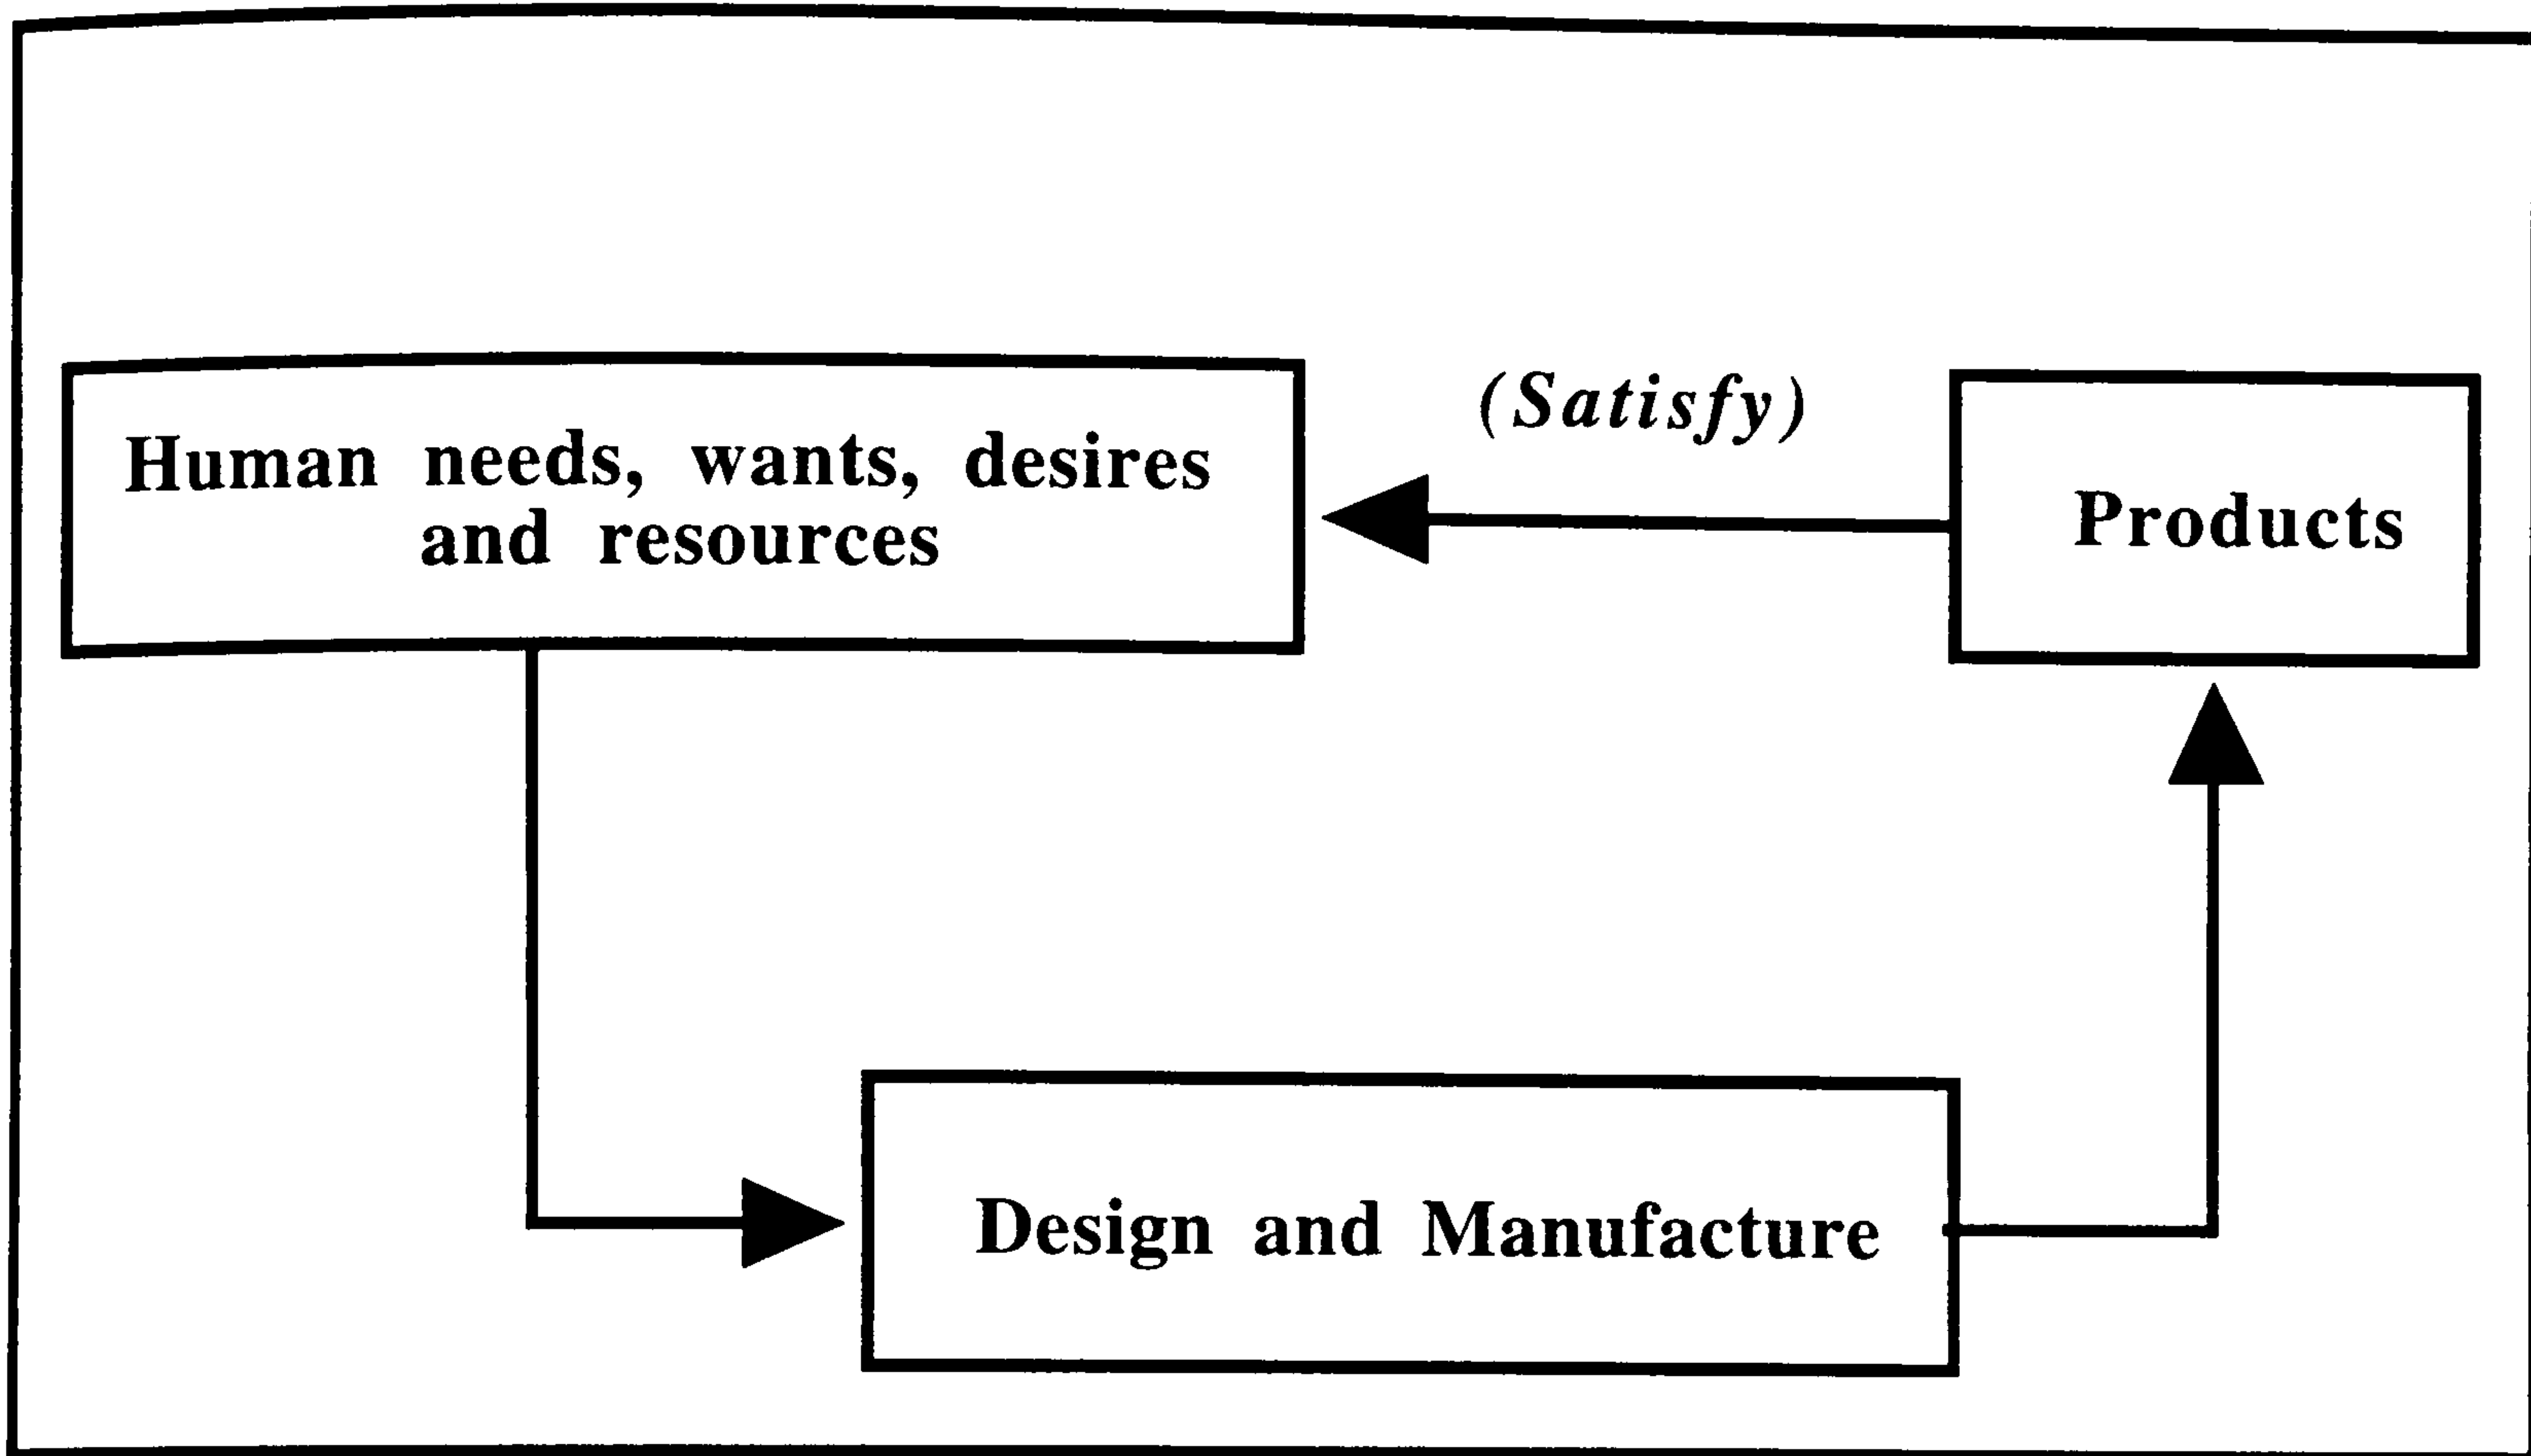 Human needs, wants, desires
and resources
(Satisfy)
Products
Design and Manufacture